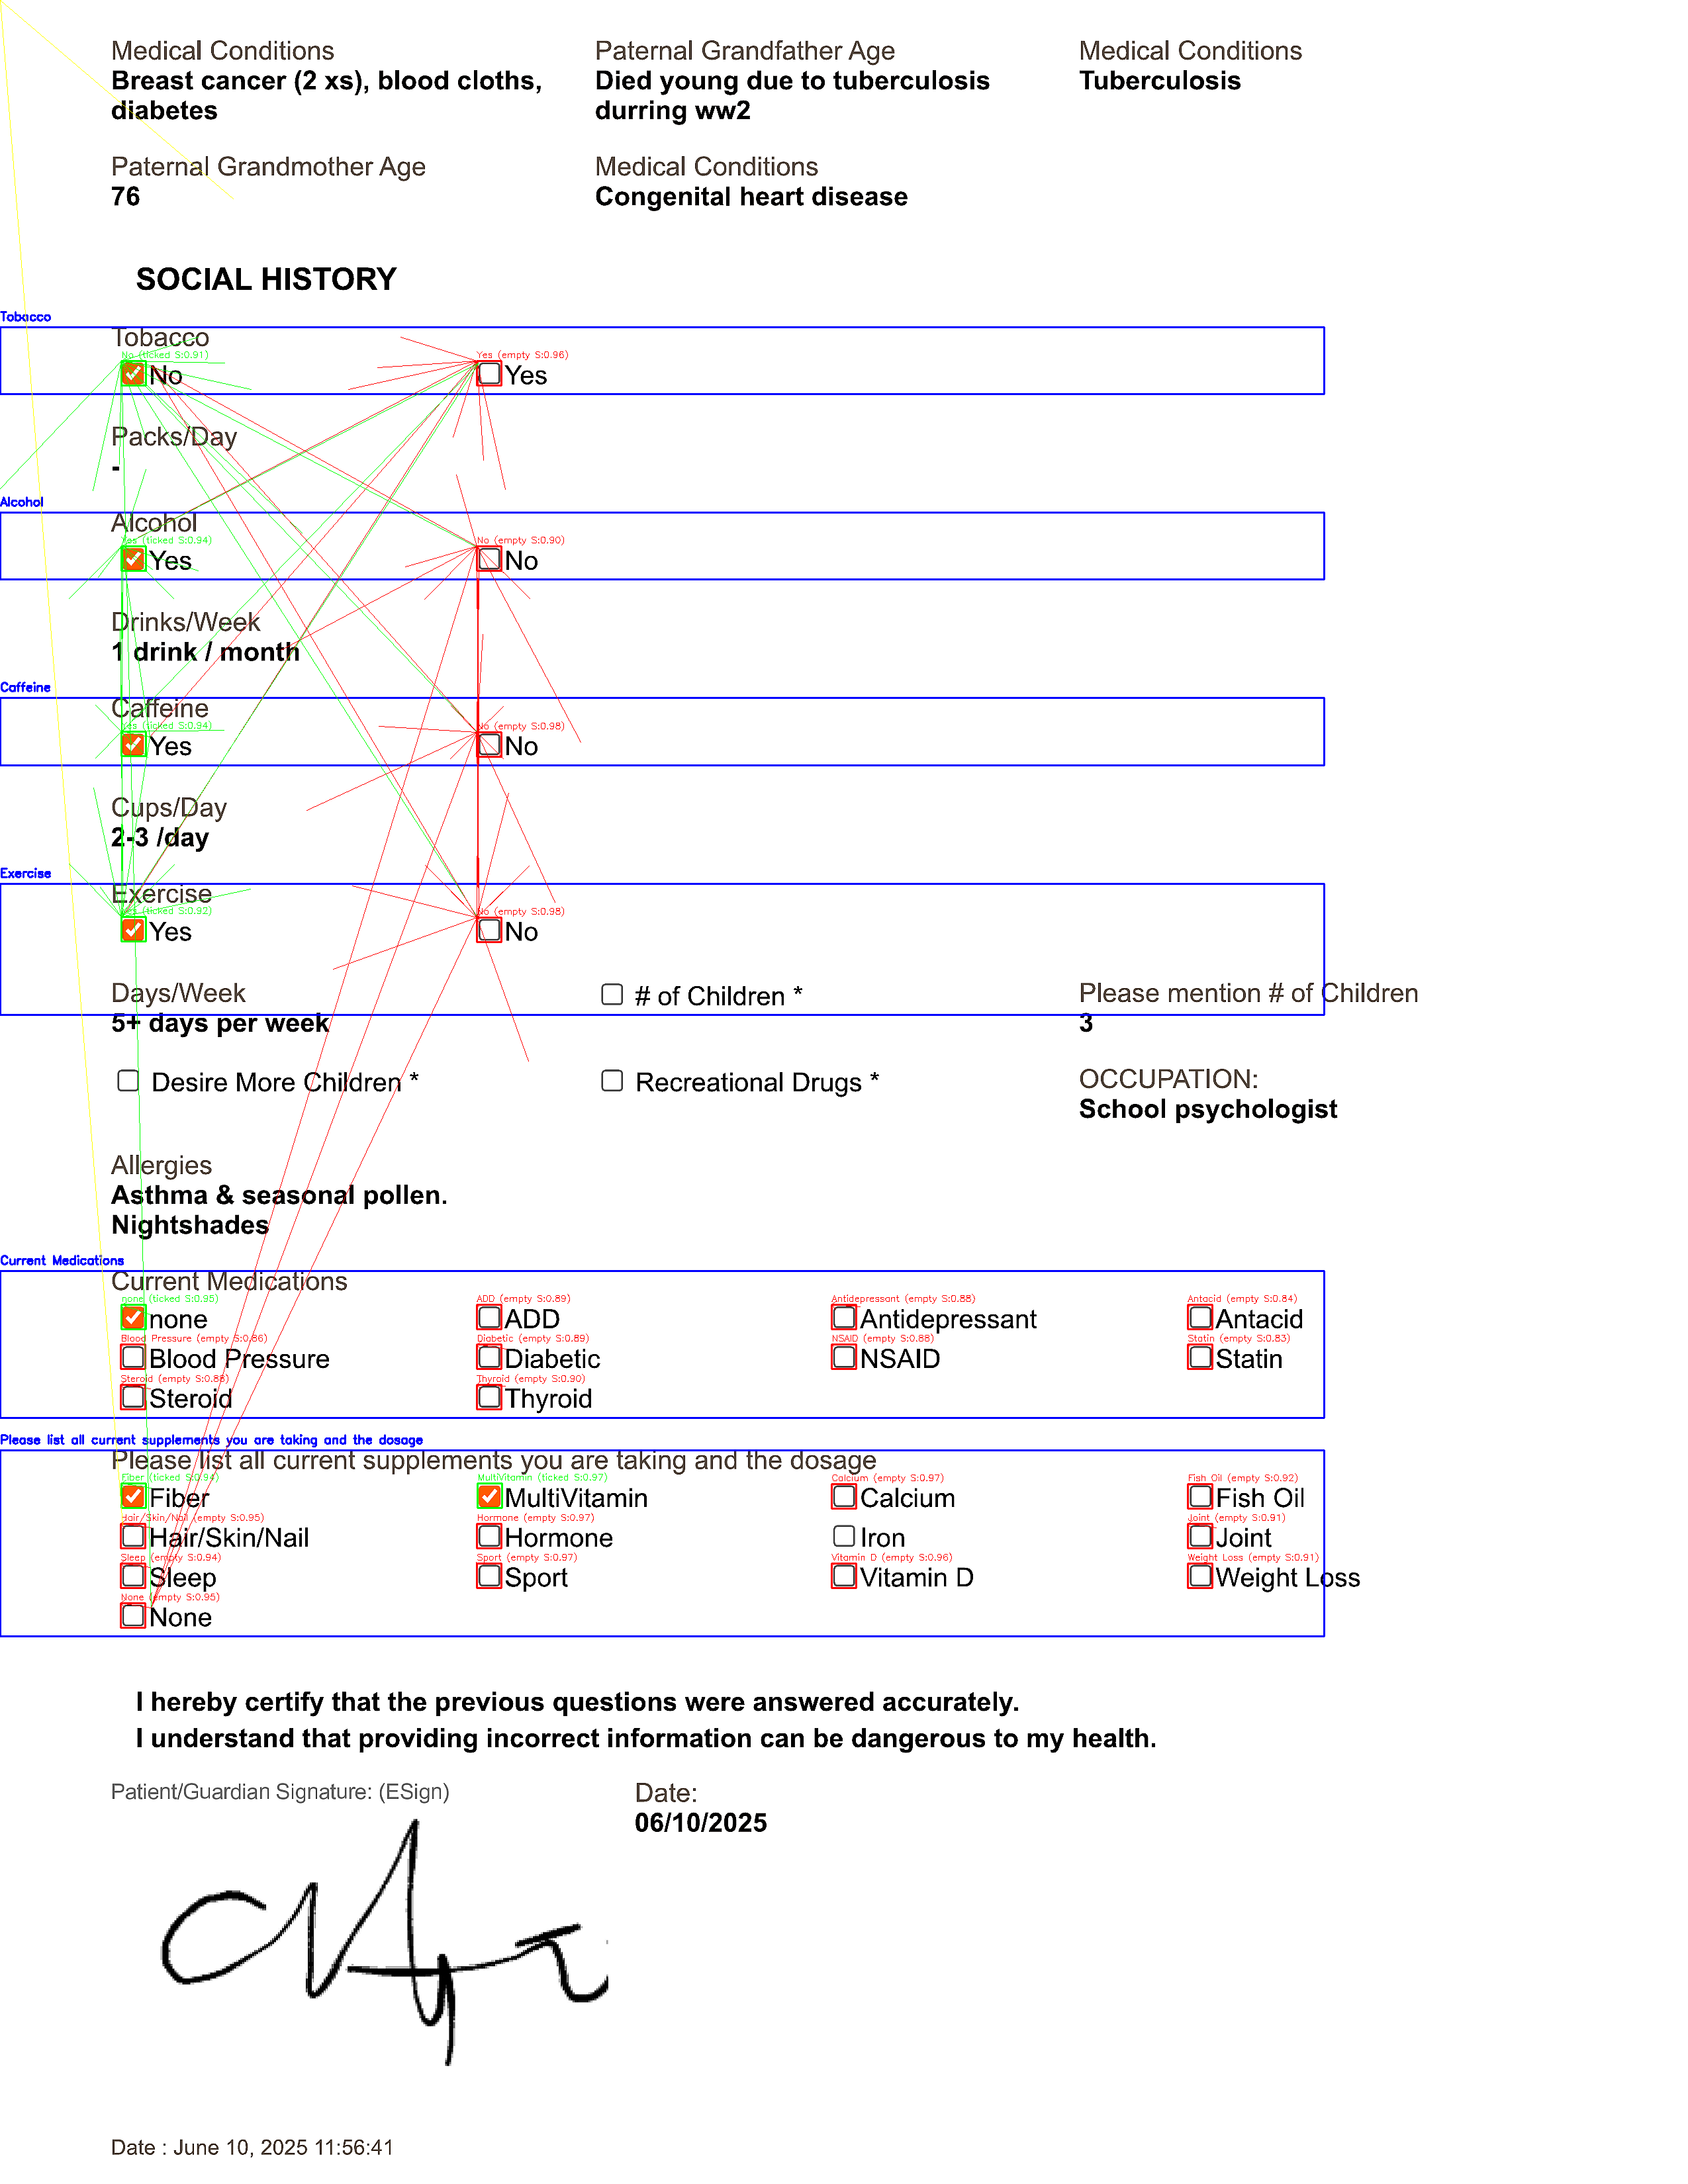 Medical Conditions
Breast cancer (2 xs), blood cloths,
diabetes
Paternal Grandfather Age
Died young due to tuberculosis
durring ww2
Medical Conditions
Tuberculosis
Paternal Grandmother Age
76
Medical Conditions
Congenital heart disease
SOCIAL HISTORY
Tobacco
Tobacco
No (ticked S:0.91) Yes (empty S:0.96)
No Yes
Packs/Day
-
Alcohol
Alcohol
Yes (ticked S:0.94) No (empty S:0.90)
Yes No
Drinks/Week
1 drink / month
Caffeine
Caffeine
Yes (ticked S:0.94) No (empty S:0.98)
Yes No
Cups/Day
2-3 /day
Exercise
Exercise
Yes (ticked S:0.92) No (empty S:0.98)
Yes No
Days/Week
5+ days per week
# of Children *
Please mention # of Children
3
Desire More Children *
Recreational Drugs *
OCCUPATION:
School psychologist
Allergies
Asthma & seasonal pollen.
Nightshades
Current Medications
Current Medications
none (ticked S:0.95) ADD (empty S:0.89) Antidepressant (empty S:0.88) Antacid (empty S:0.84)
none ADD Antidepressant Antacid
Blood Pressure (empty S:0.86) Diabetic (empty S:0.89) NSAID (empty S:0.88) Statin (empty S:0.83)
Blood Pressure Diabetic NSAID Statin
Steroid (empty S:0.88) Thyroid (empty S:0.90)
Steroid Thyroid
Please list all current supplements you are taking and the dosage
Please list all current supplements you are taking and the dosage
Fiber (ticked S:0.94) MultiVitamin (ticked S:0.97) Calcium (empty S:0.97) Fish Oil (empty S:0.92)
Fiber MultiVitamin Calcium Fish Oil
Hair/Skin/Nail (empty S:0.95) Hormone (empty S:0.97) Joint (empty S:0.91)
Hair/Skin/Nail Hormone Iron Joint
Sleep (empty S:0.94) Sport (empty S:0.97) Vitamin D (empty S:0.96) Weight Loss (empty S:0.91)
Sleep Sport Vitamin D Weight Loss
None (empty S:0.95)
None
I hereby certify that the previous questions were answered accurately.
I understand that providing incorrect information can be dangerous to my health.
Patient/Guardian Signature: (ESign)
Date:
06/10/2025
Date : June 10, 2025 11:56:41